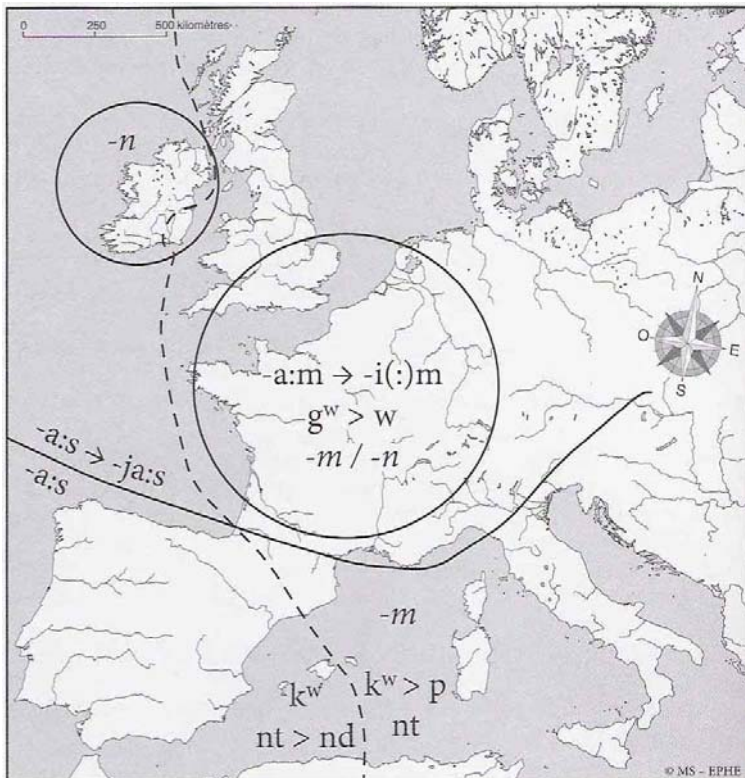 0 250 500 kilomètres
-n
N
O E
S
-a:m → -i(:)m
gʷ > w
-m / -n
-a:s → -ja:s
-a:s
-m
kʷ kʷ > p
nt > nd nt
© MS – EPHE